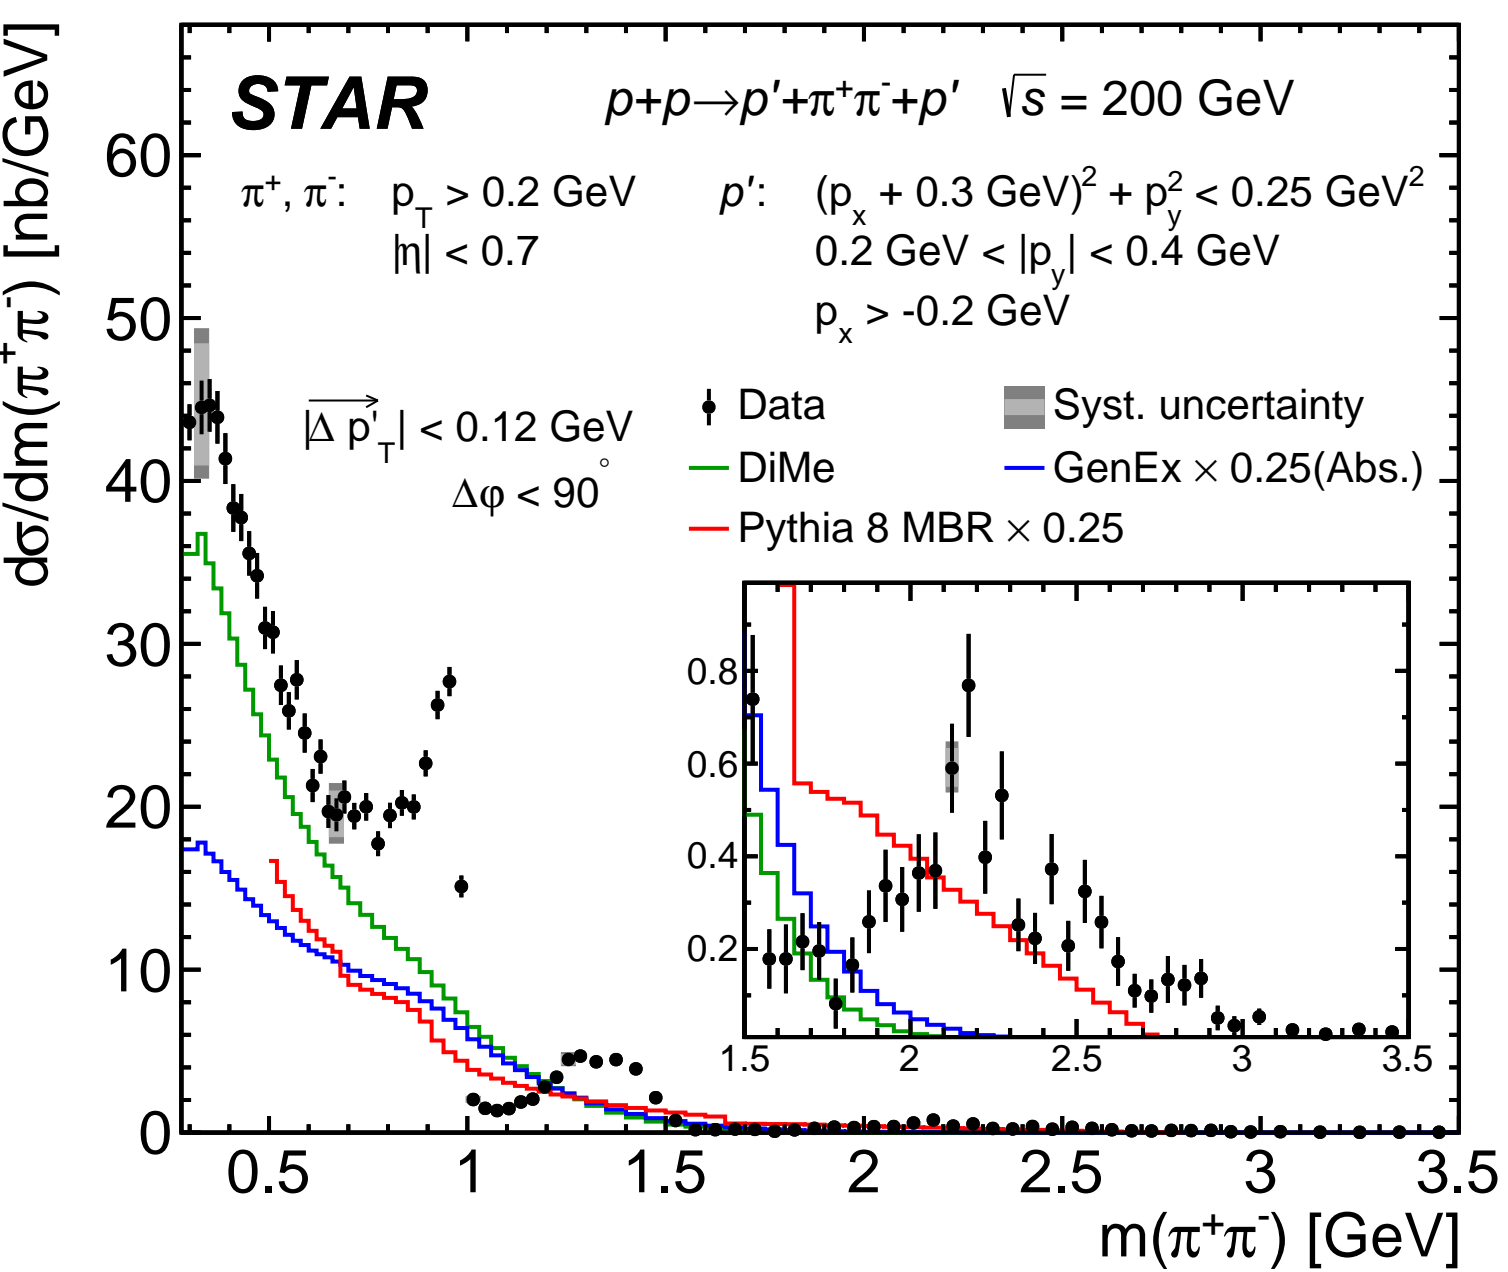 dσ/dm(π⁺π⁻) [nb/GeV]
STAR p+p→p′+π⁺π⁻+p′ √s = 200 GeV
π⁺, π⁻: p_T > 0.2 GeV p′: (p_x + 0.3 GeV)² + p_y² < 0.25 GeV²
|η| < 0.7 0.2 GeV < |p_y| < 0.4 GeV
p_x > -0.2 GeV
|Δp⃗′_T| < 0.12 GeV
Δφ < 90°
Data Syst. uncertainty
DiMe GenEx × 0.25(Abs.)
Pythia 8 MBR × 0.25
60
50
40
30
20
10
0
0.8
0.6
0.4
0.2
1.5 2 2.5 3 3.5
0.5 1 1.5 2 2.5 3 3.5
m(π⁺π⁻) [GeV]